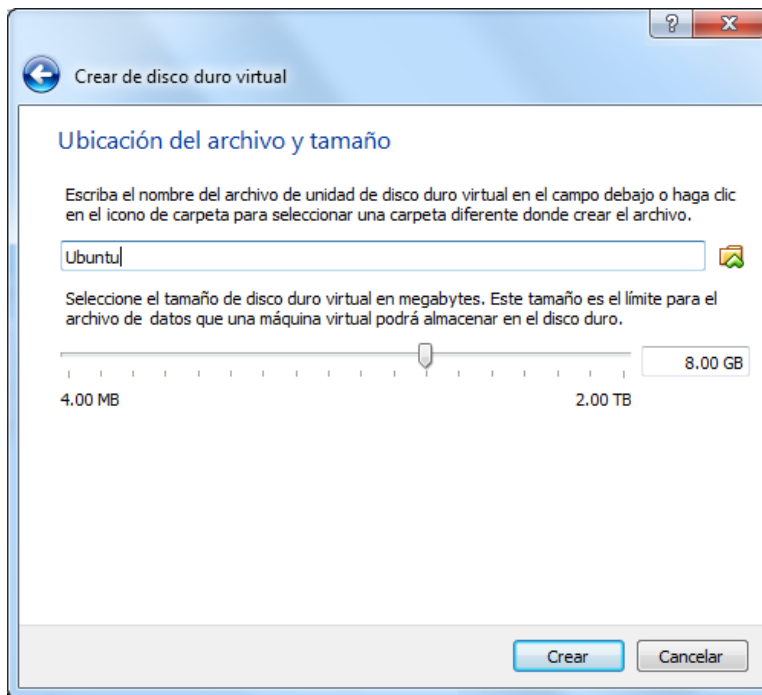 ?
Crear de disco duro virtual
Ubicación del archivo y tamaño
Escriba el nombre del archivo de unidad de disco duro virtual en el campo debajo o haga clic
en el icono de carpeta para seleccionar una carpeta diferente donde crear el archivo.
Ubuntu
Seleccione el tamaño de disco duro virtual en megabytes. Este tamaño es el límite para el
archivo de datos que una máquina virtual podrá almacenar en el disco duro.
8.00 GB
4.00 MB 2.00 TB
Crear Cancelar